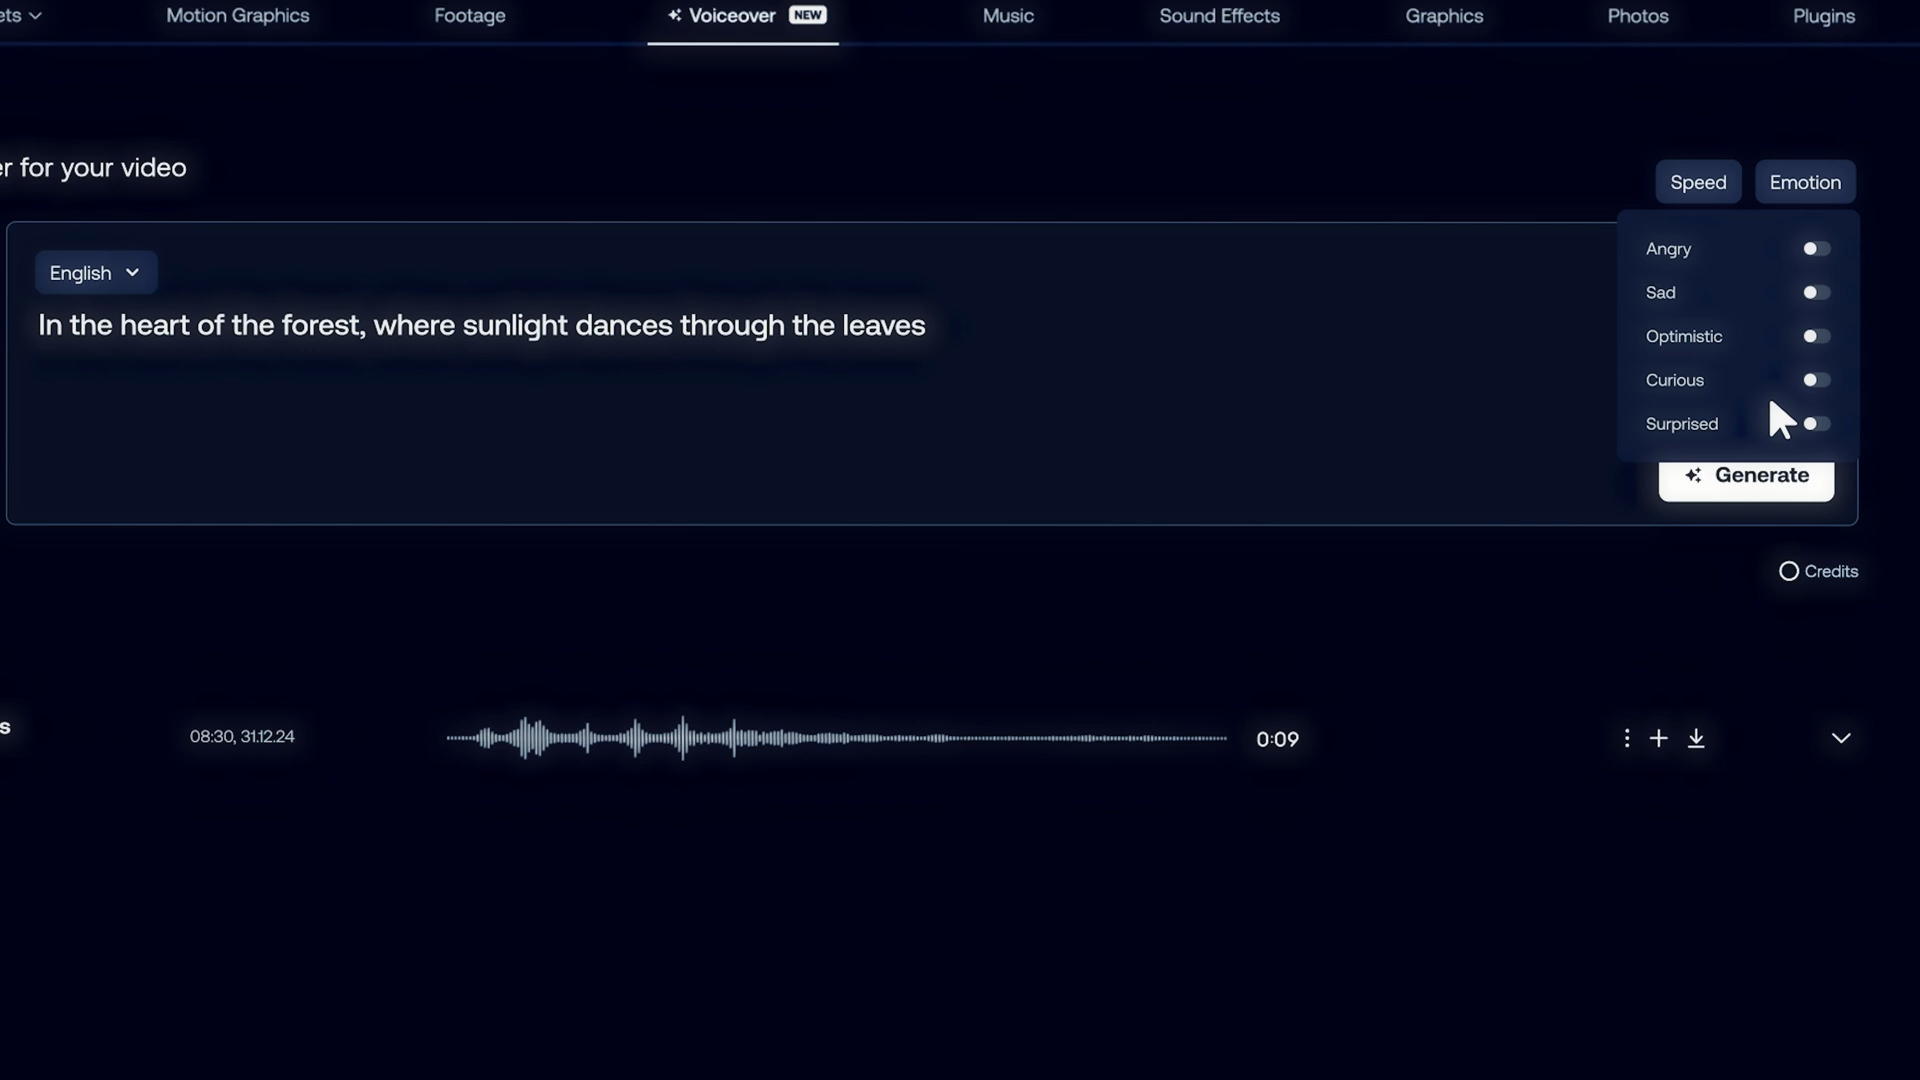 ets
Motion Graphics
Footage
Voiceover NEW
Music
Sound Effects
Graphics
Photos
Plugins
er for your video
Speed
Emotion
English
In the heart of the forest, where sunlight dances through the leaves
Angry
Sad
Optimistic
Curious
Surprised
Generate
Credits
s
08:30, 31.12.24
0:09